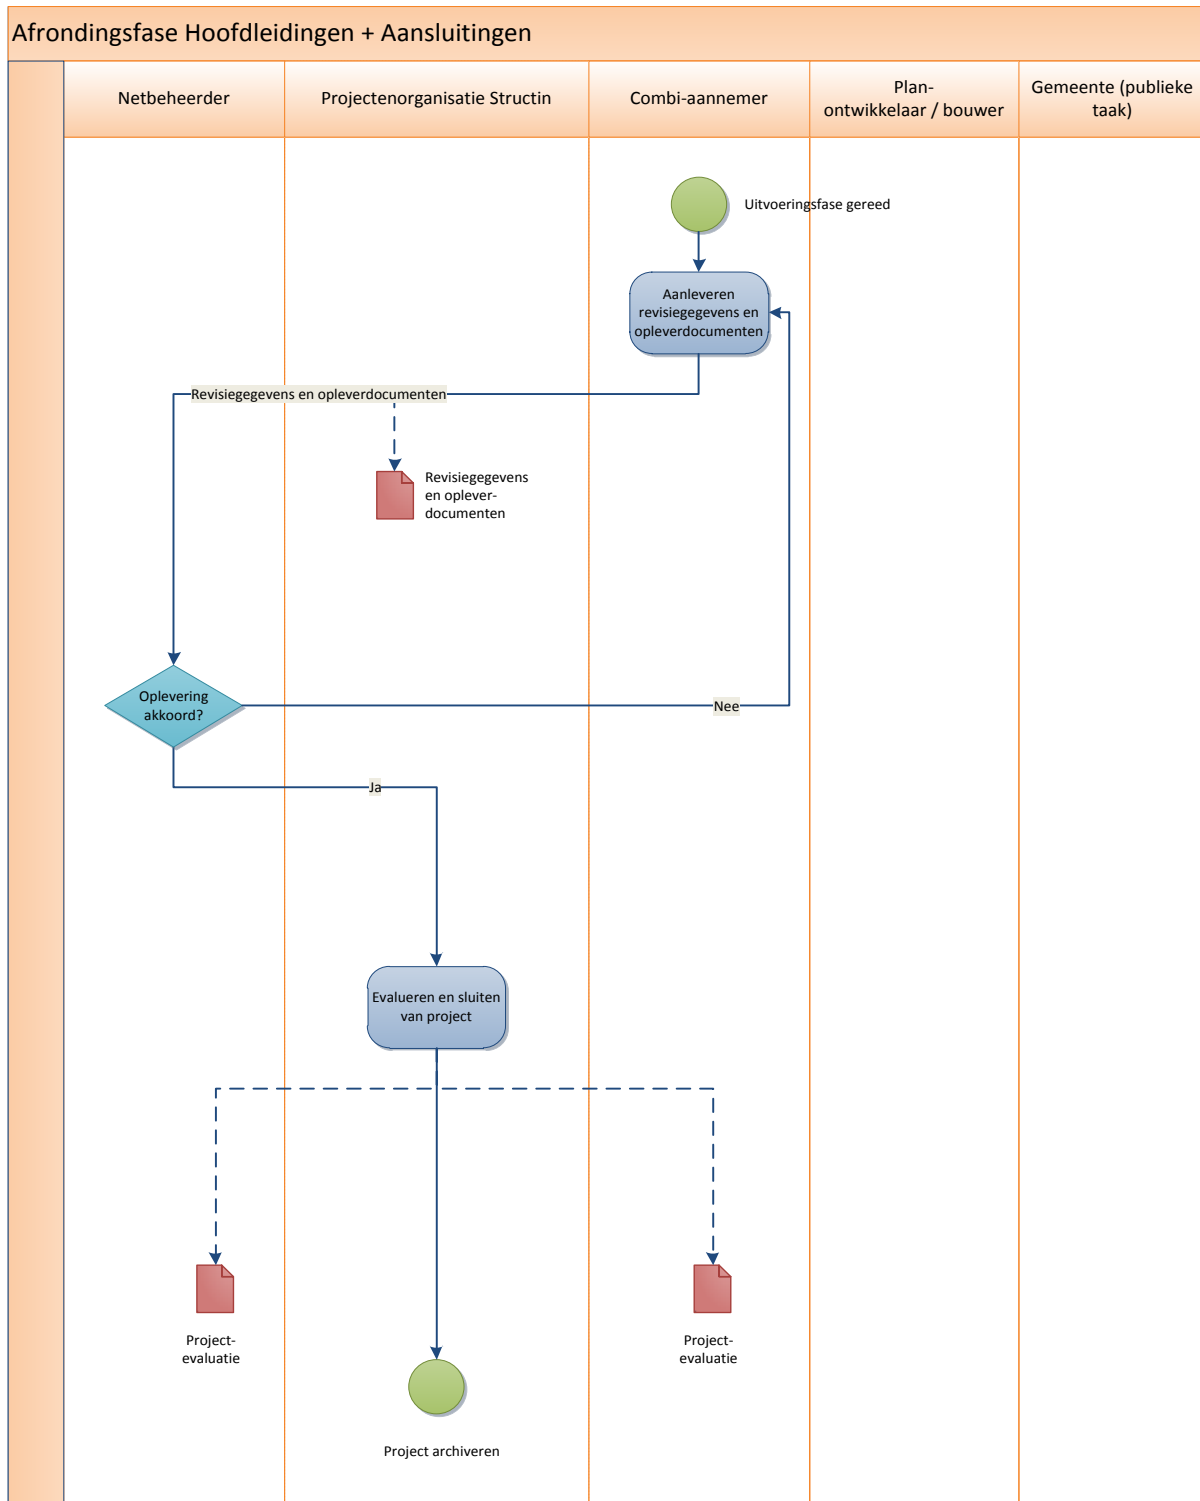 Afrondingsfase Hoofdleidingen + Aansluitingen
Netbeheerder
Projectenorganisatie Structin
Combi-aannemer
Plan-
ontwikkelaar / bouwer
Gemeente (publieke
taak)
Uitvoeringsfase gereed
Aanleveren
revisiegegevens en
opleverdocumenten
Revisiegegevens en opleverdocumenten
Revisiegegevens
en oplever-
documenten
Oplevering
akkoord?
Nee
Ja
Evalueren en sluiten
van project
Project-
evaluatie
Project-
evaluatie
Project archiveren